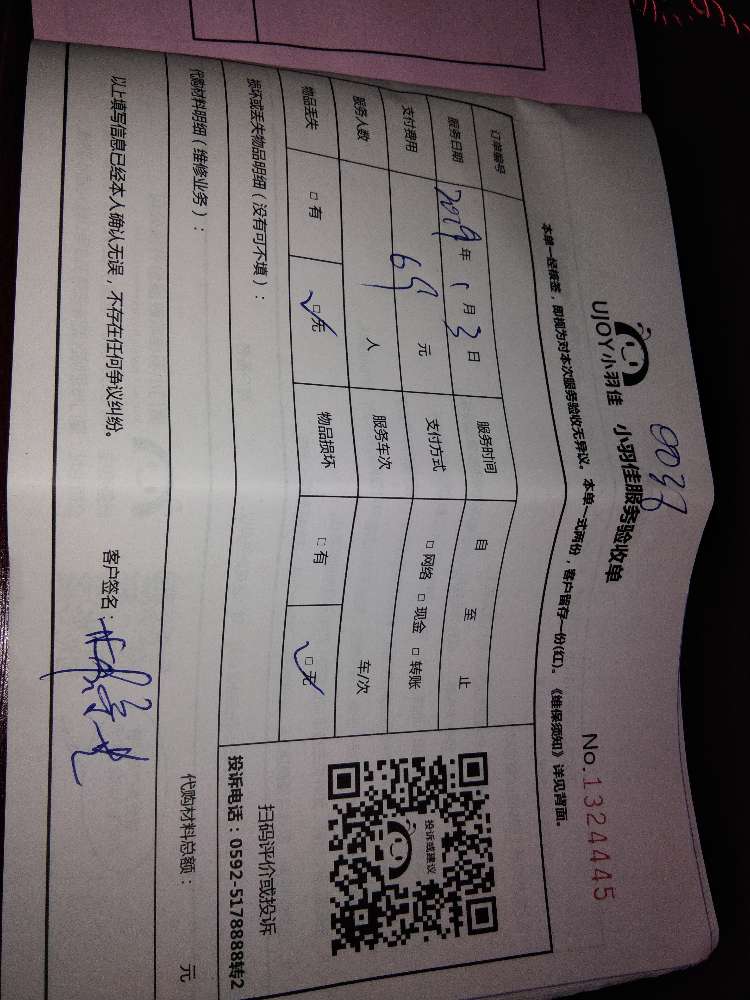 0037
UJOY小羽佳 小羽佳服务验收单
No.1324445
本单一经核签，即视为对本次服务验收无异议。本单一式两份，客户留存一份(红)。《维保须知》详见背面。
订单编号
服务日期 2019年1月3日 服务时间 自 至 止
支付费用 69元 支付方式 □网络 □现金 □转账
服务人数 1人 服务车次 车/次
物品丢失 □有 ☑无 物品损坏 □有 ☑无
损坏或丢失物品明细（没有可不填）：
投诉或建议
扫码评价或投诉
投诉电话：0592-5178888转2
代购材料明细（维修业务）： 代购材料总额： 元
以上填写信息已经本人确认无误，不存在任何争议纠纷。 客户签名：